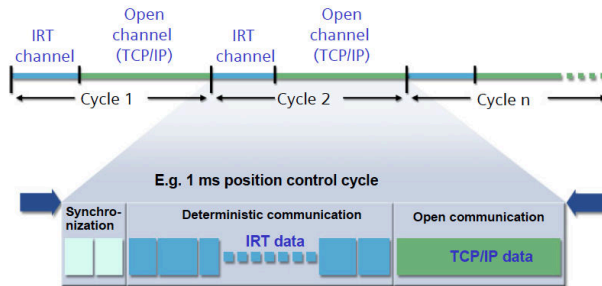 IRT channel
Open channel (TCP/IP)
IRT channel
Open channel (TCP/IP)
Cycle 1
Cycle 2
Cycle n
E.g. 1 ms position control cycle
Synchro-
nization
Deterministic communication
Open communication
IRT data
TCP/IP data